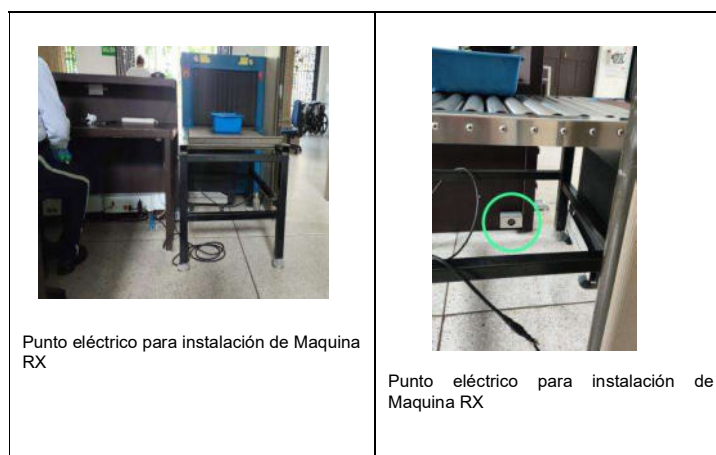 Punto eléctrico para instalación de Maquina
RX
Punto eléctrico para instalación de
Maquina RX